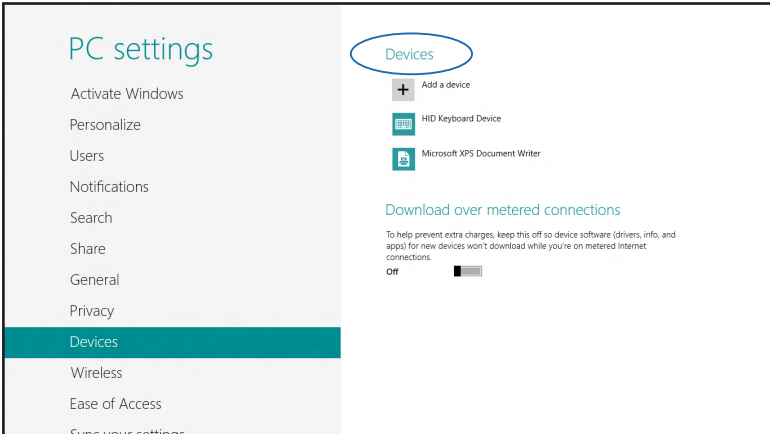 PC settings
Activate Windows
Personalize
Users
Notifications
Search
Share
General
Privacy
Devices
Wireless
Ease of Access
Sync your settings
Devices
Add a device
HID Keyboard Device
Microsoft XPS Document Writer
Download over metered connections
To help prevent extra charges, keep this off so device software (drivers, info, and
apps) for new devices won't download while you're on metered Internet
connections.
Off